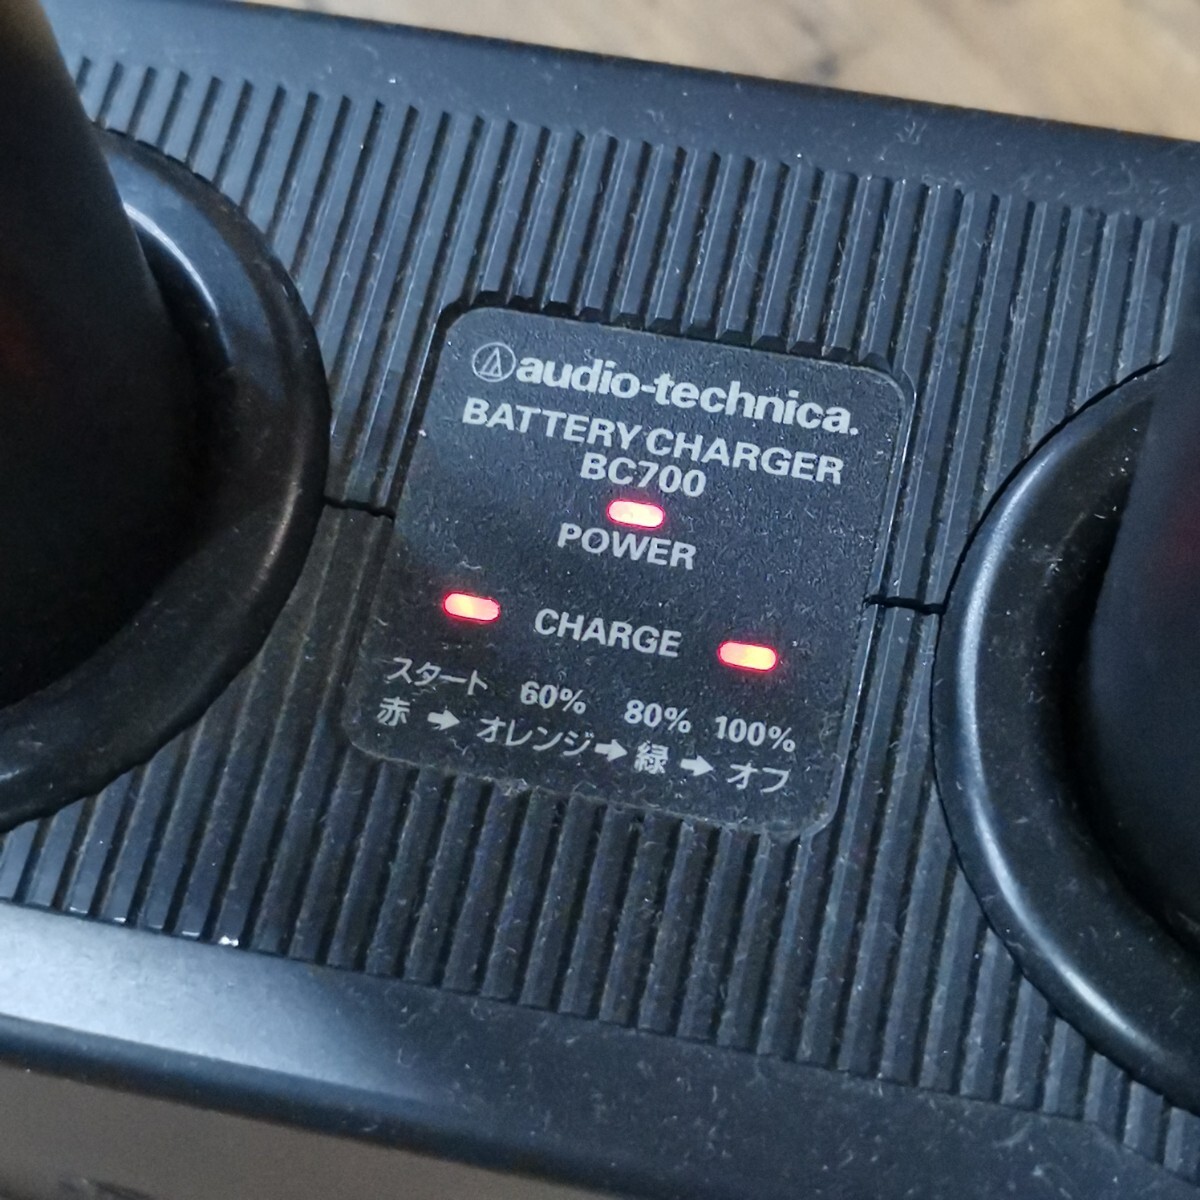 audio-technica.
BATTERY CHARGER
BC700
POWER
CHARGE
スタート 60% 80% 100%
赤 ➡ オレンジ ➡ 緑 ➡ オフ